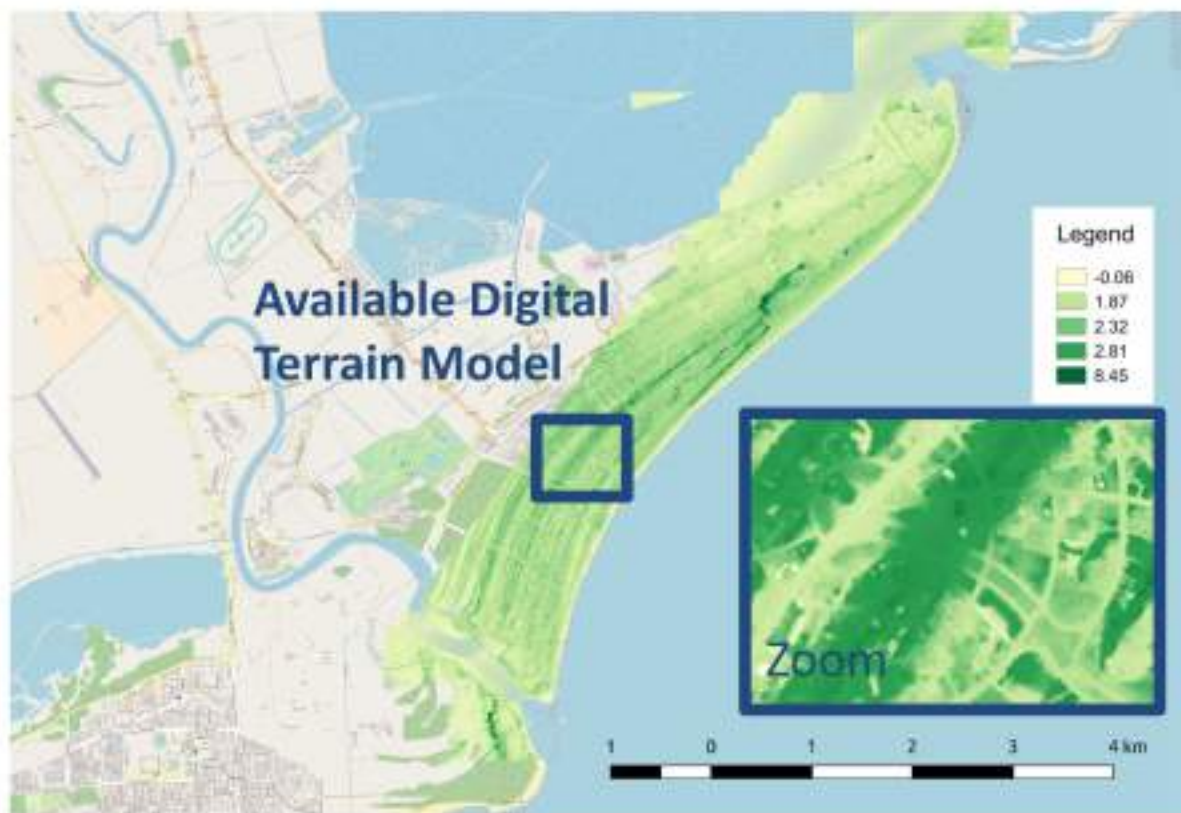 Available Digital
Terrain Model
Legend
-0.06
1.87
2.32
2.81
8.45
Zoom
1 0 1 2 3 4 km